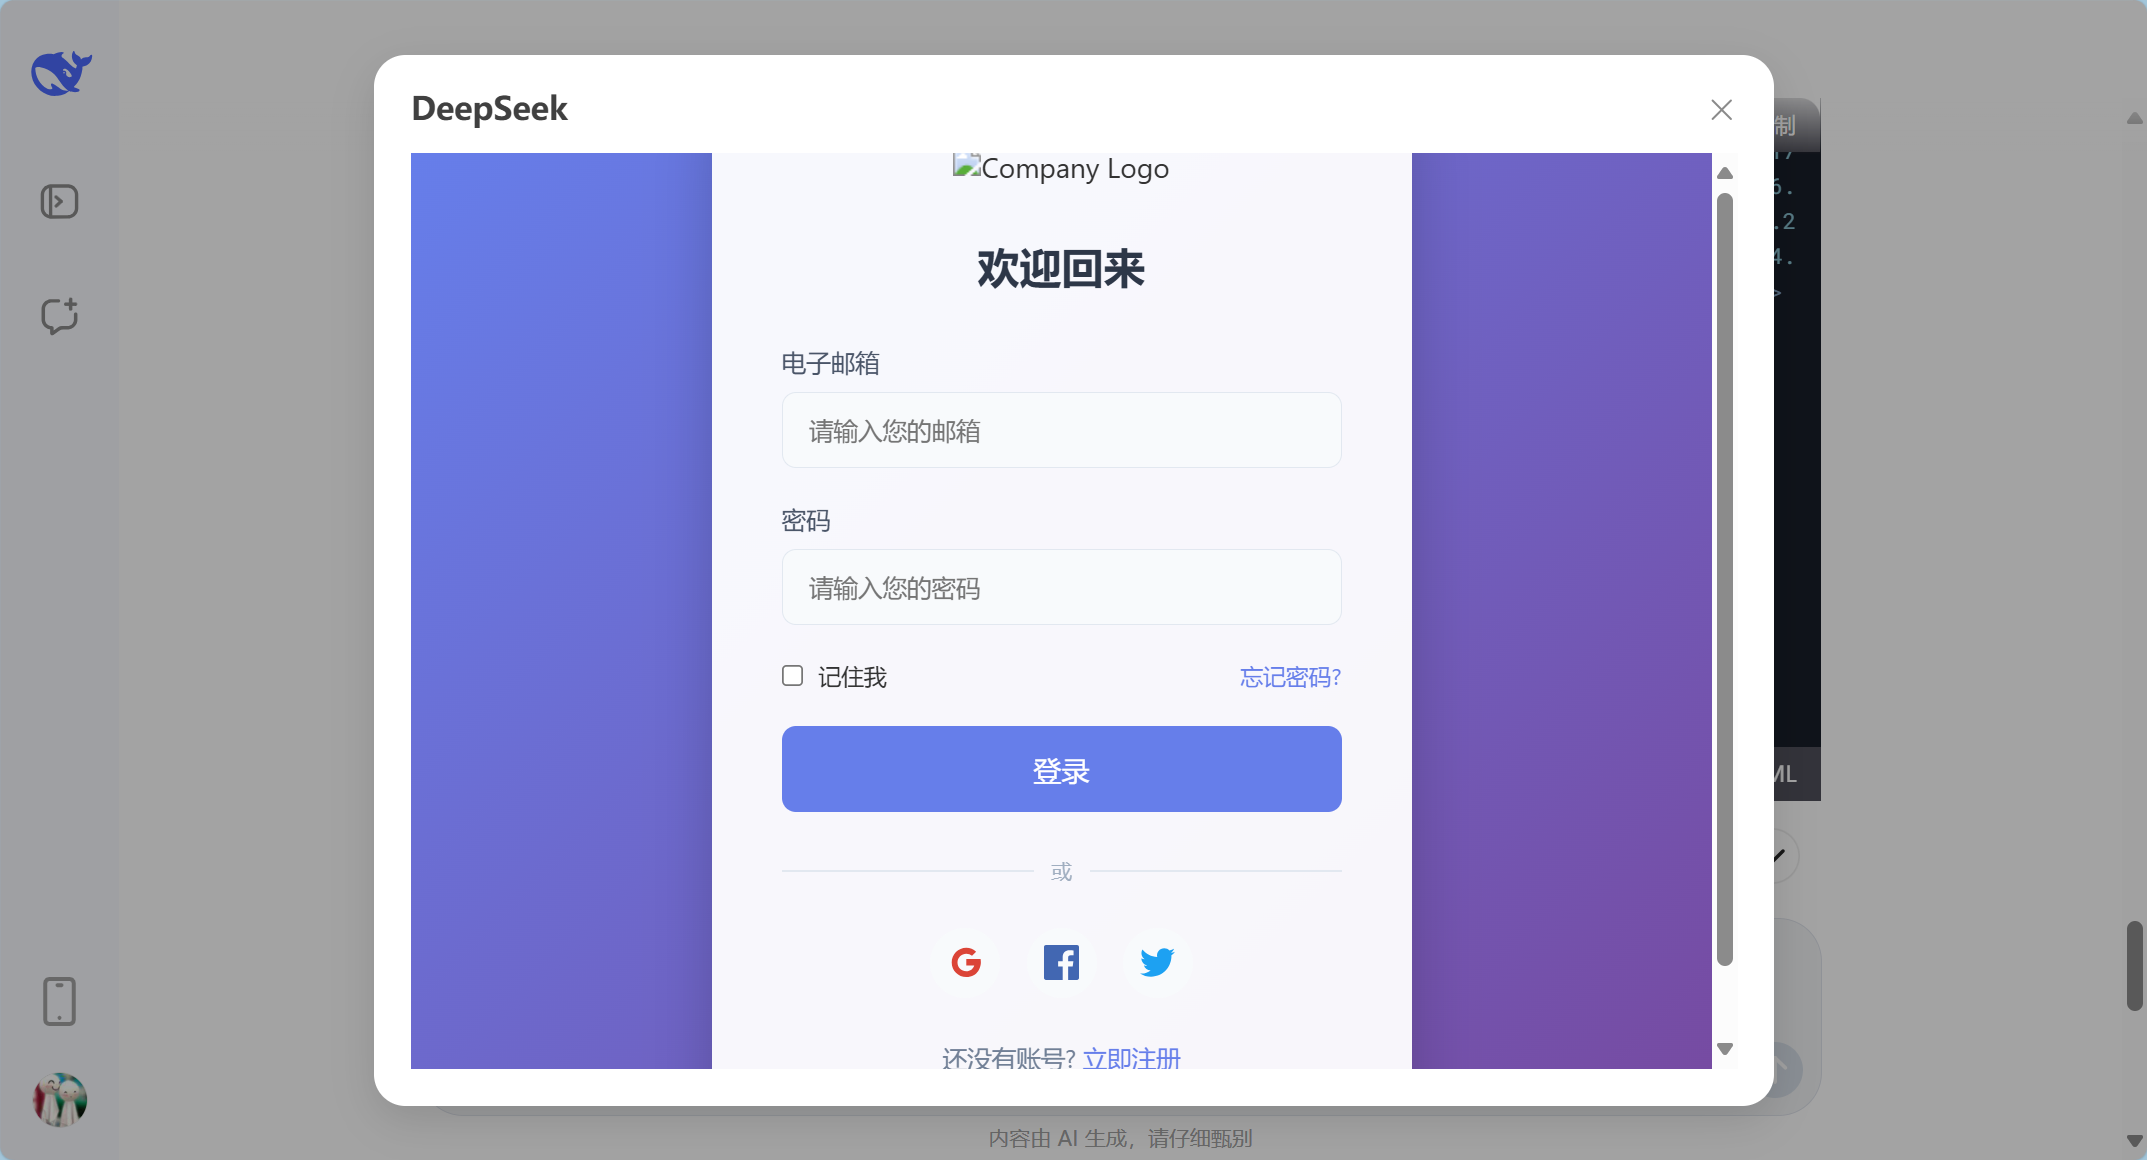 DeepSeek
制
Company Logo
6.
.2
4.
>
欢迎回来
电子邮箱
请输入您的邮箱
密码
请输入您的密码
记住我
忘记密码?
登录
ML
或
还没有账号? 立即注册
内容由 AI 生成，请仔细甄别